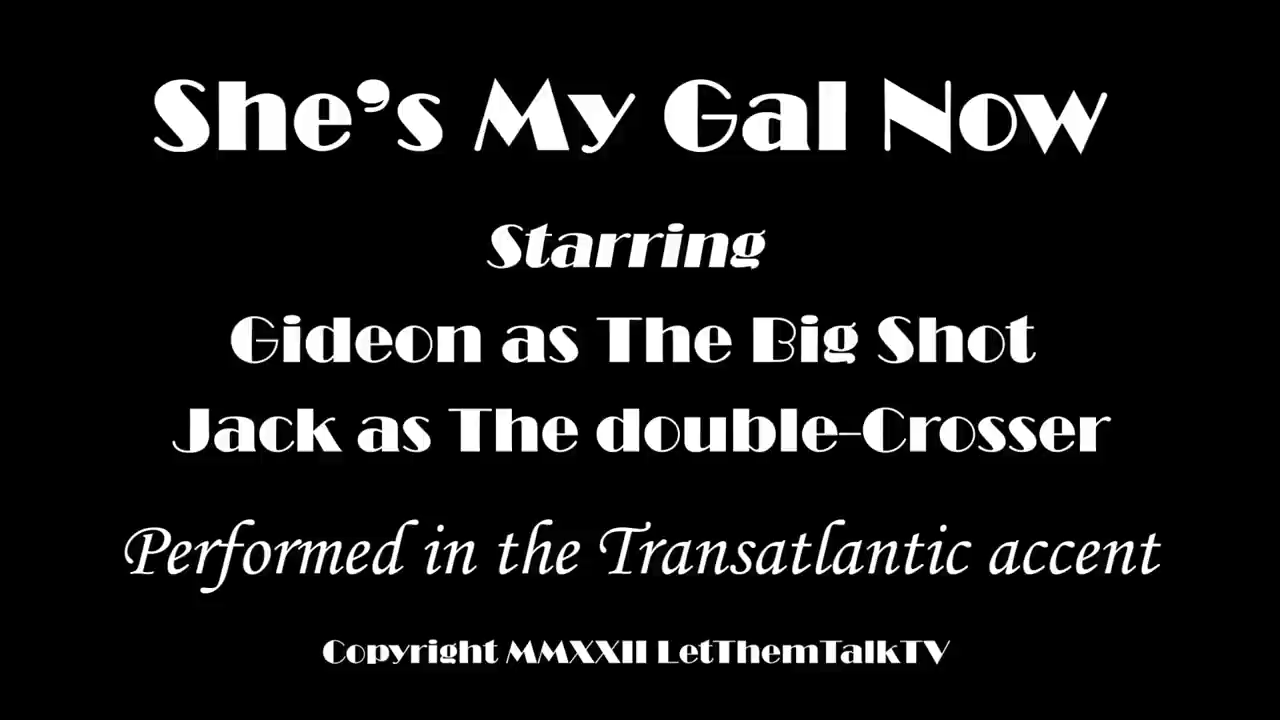 She's My Gal Now
Starring
Gideon as The Big Shot
Jack as The double-Crosser
Performed in the Transatlantic accent
Copyright MMXXII LetThemTalkTV